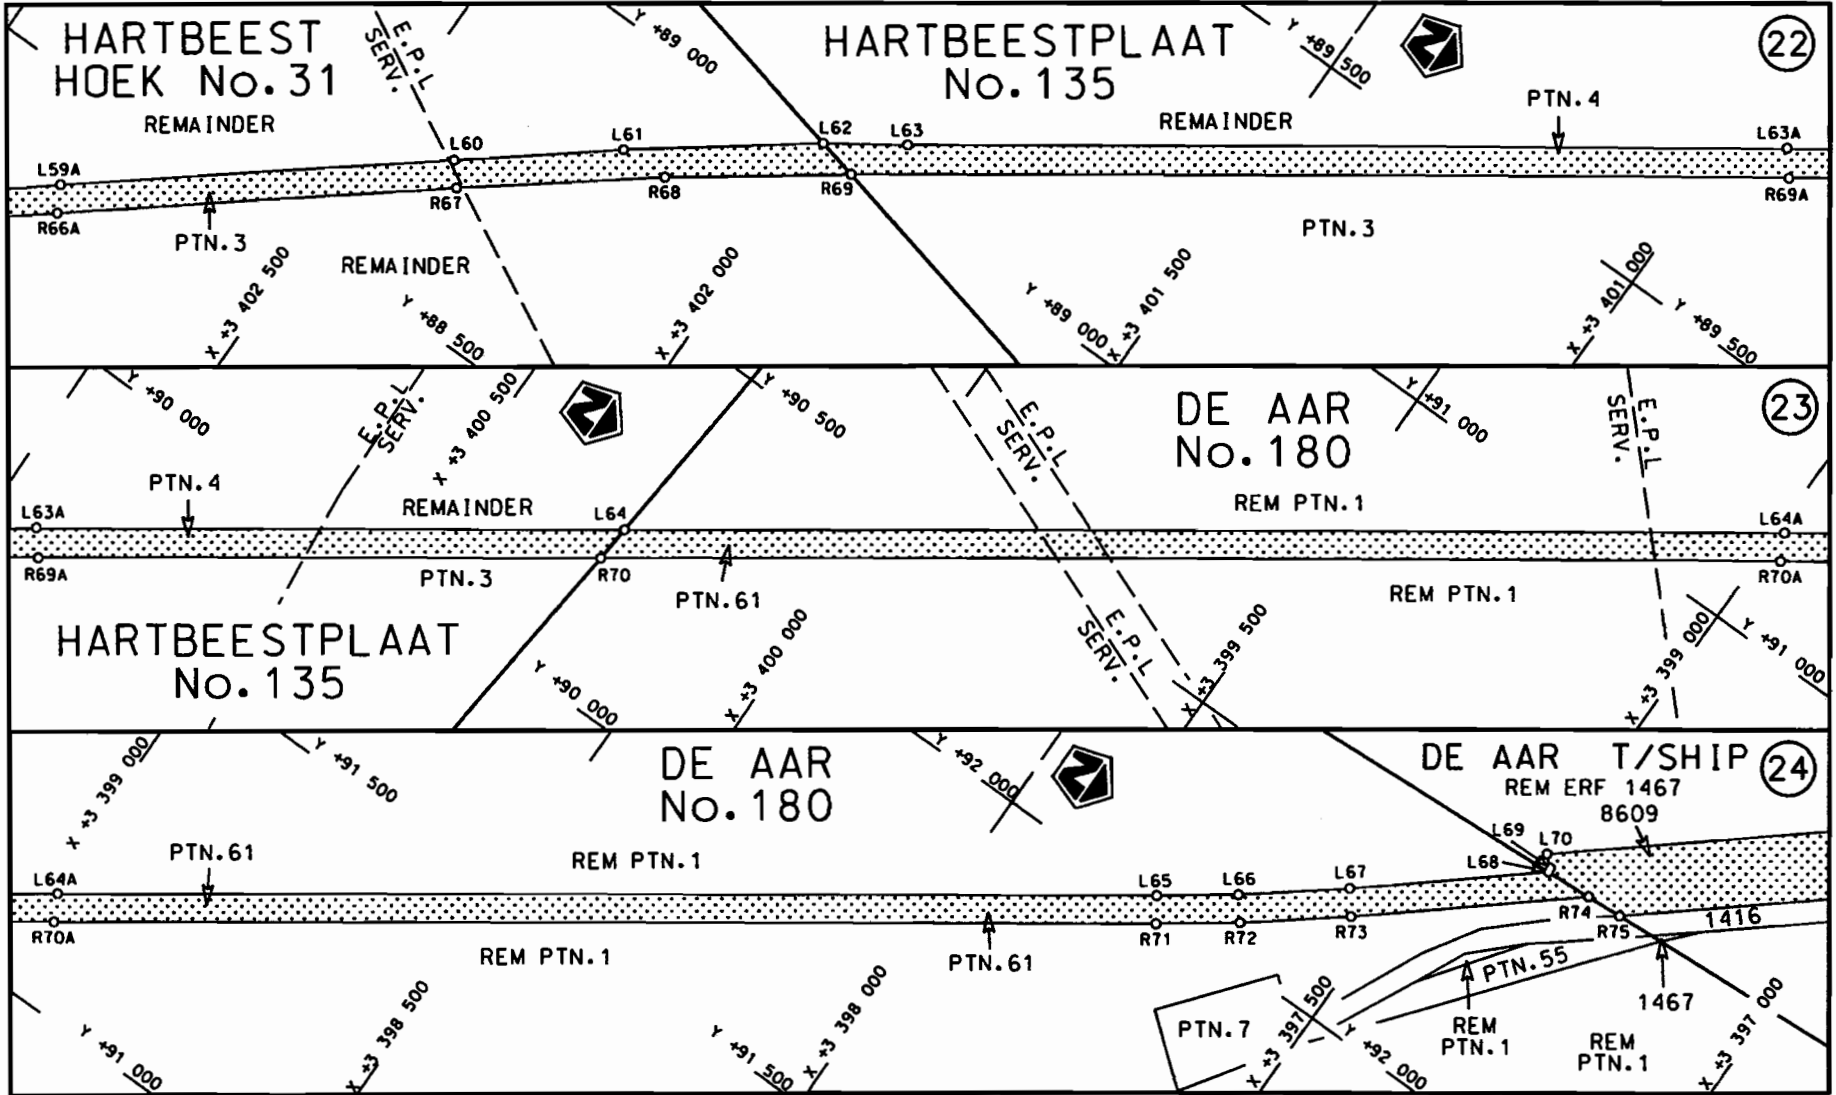 HARTBEEST
HOEK No.31
REMAINDER
E.P.L
SERV.
Y +89 000
HARTBEESTPLAAT
No.135
Y +89 500
22
REMAINDER
PTN.4
L59A
L60
L61
L62
L63
L63A
R66A
R67
R68
R69
R69A
PTN.3
PTN.3
REMAINDER
X +3 402 500
Y +88 500
X +3 402 000
Y +89 000
X +3 401 500
X +3 401 000
Y +89 500
Y +90 000
E.P.L
SERV.
X +3 400 500
Y +90 500
E.P.L
SERV.
DE AAR
No.180
Y +91 000
E.P.L
SERV.
23
PTN.4
REMAINDER
REM PTN.1
L63A
L64
L64A
R69A
R70
R70A
PTN.3
PTN.61
REM PTN.1
HARTBEESTPLAAT
No.135
Y +90 000
X +3 400 000
E.P.L
SERV.
X +3 399 500
X +3 399 000
Y +91 000
X +3 399 000
Y +91 500
DE AAR
No.180
Y +92 000
DE AAR T/SHIP
24
REM ERF 1467
8609
PTN.61
REM PTN.1
L64A
L65
L66
L67
L68
L69
L70
R70A
R71
R72
R73
R74
R75
1416
REM PTN.1
PTN.61
PTN.55
1467
PTN.7
REM
PTN.1
REM
PTN.1
Y +91 000
X +3 398 500
Y +91 500
X +3 398 000
X +3 397 500
Y +92 000
X +3 397 000